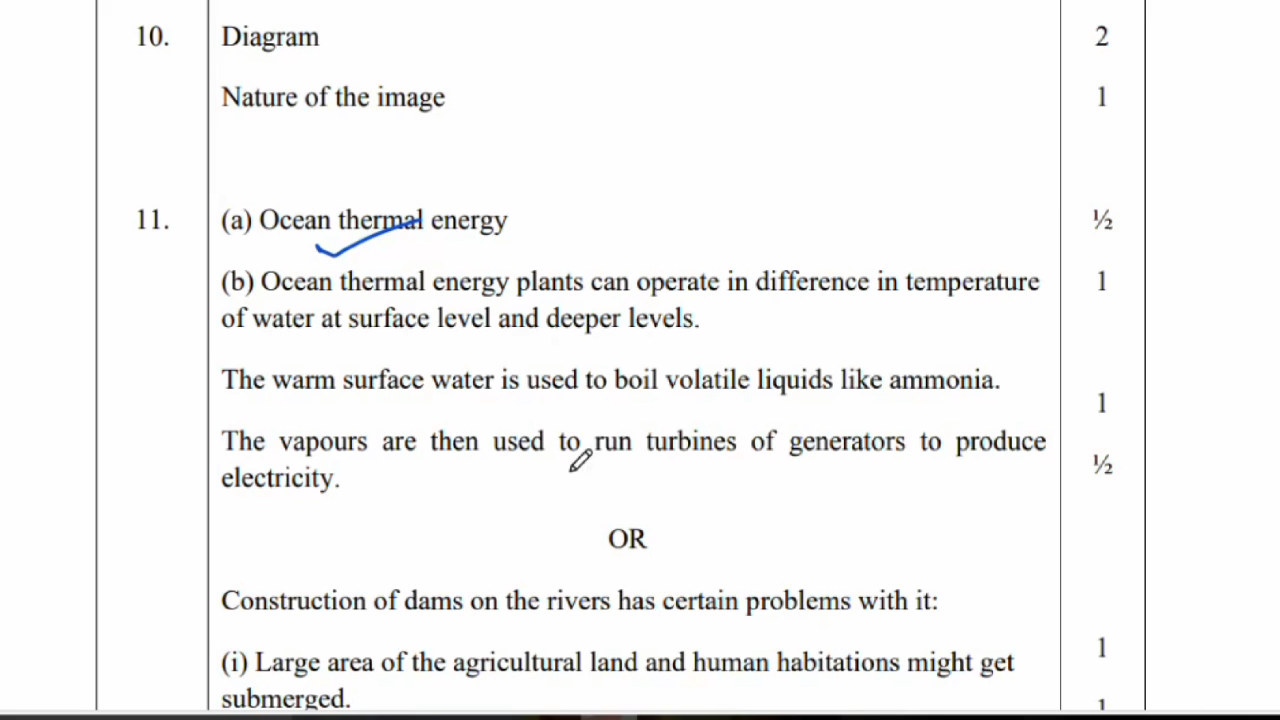 10. Diagram 2
Nature of the image 1
11. (a) Ocean thermal energy ½
(b) Ocean thermal energy plants can operate in difference in temperature 1
of water at surface level and deeper levels.
The warm surface water is used to boil volatile liquids like ammonia.
1
The vapours are then used to run turbines of generators to produce
½
electricity.
OR
Construction of dams on the rivers has certain problems with it:
1
(i) Large area of the agricultural land and human habitations might get
submerged. 1